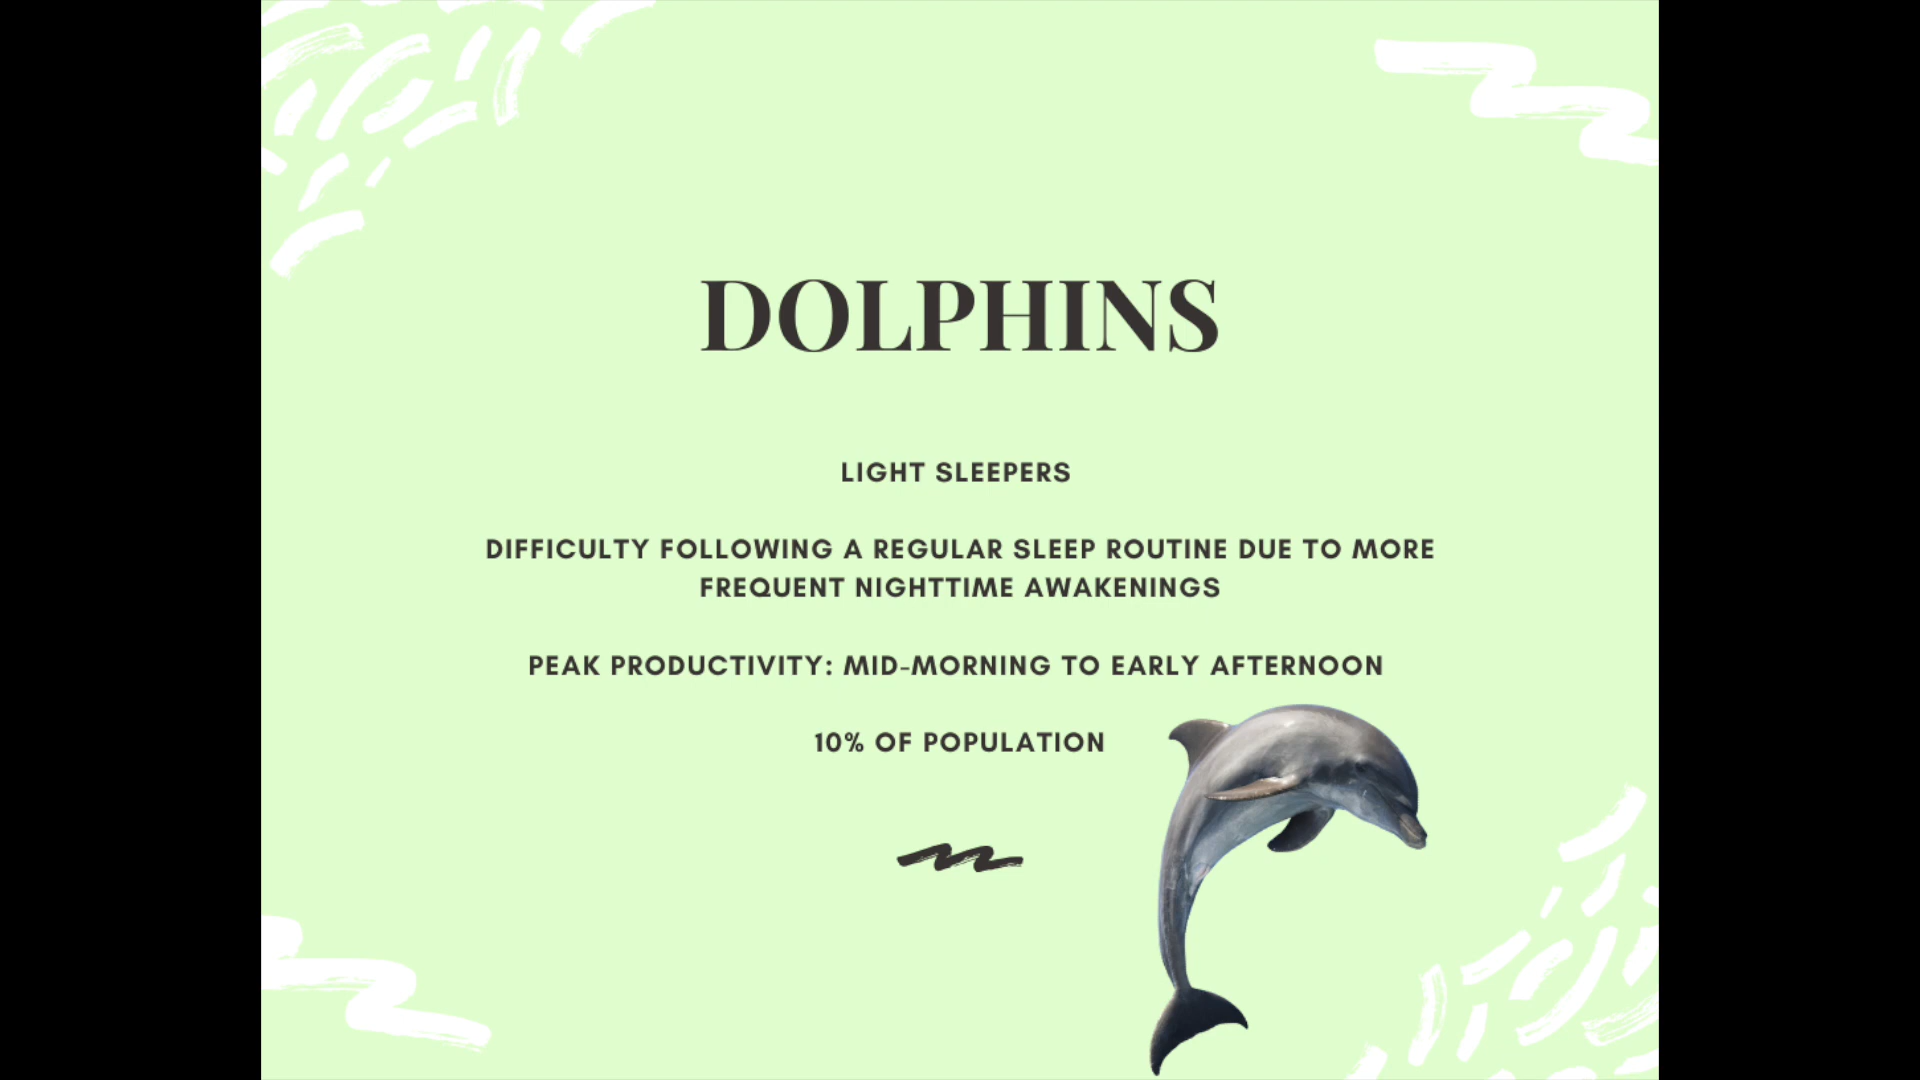 DOLPHINS
LIGHT SLEEPERS
DIFFICULTY FOLLOWING A REGULAR SLEEP ROUTINE DUE TO MORE
FREQUENT NIGHTTIME AWAKENINGS
PEAK PRODUCTIVITY: MID-MORNING TO EARLY AFTERNOON
10% OF POPULATION